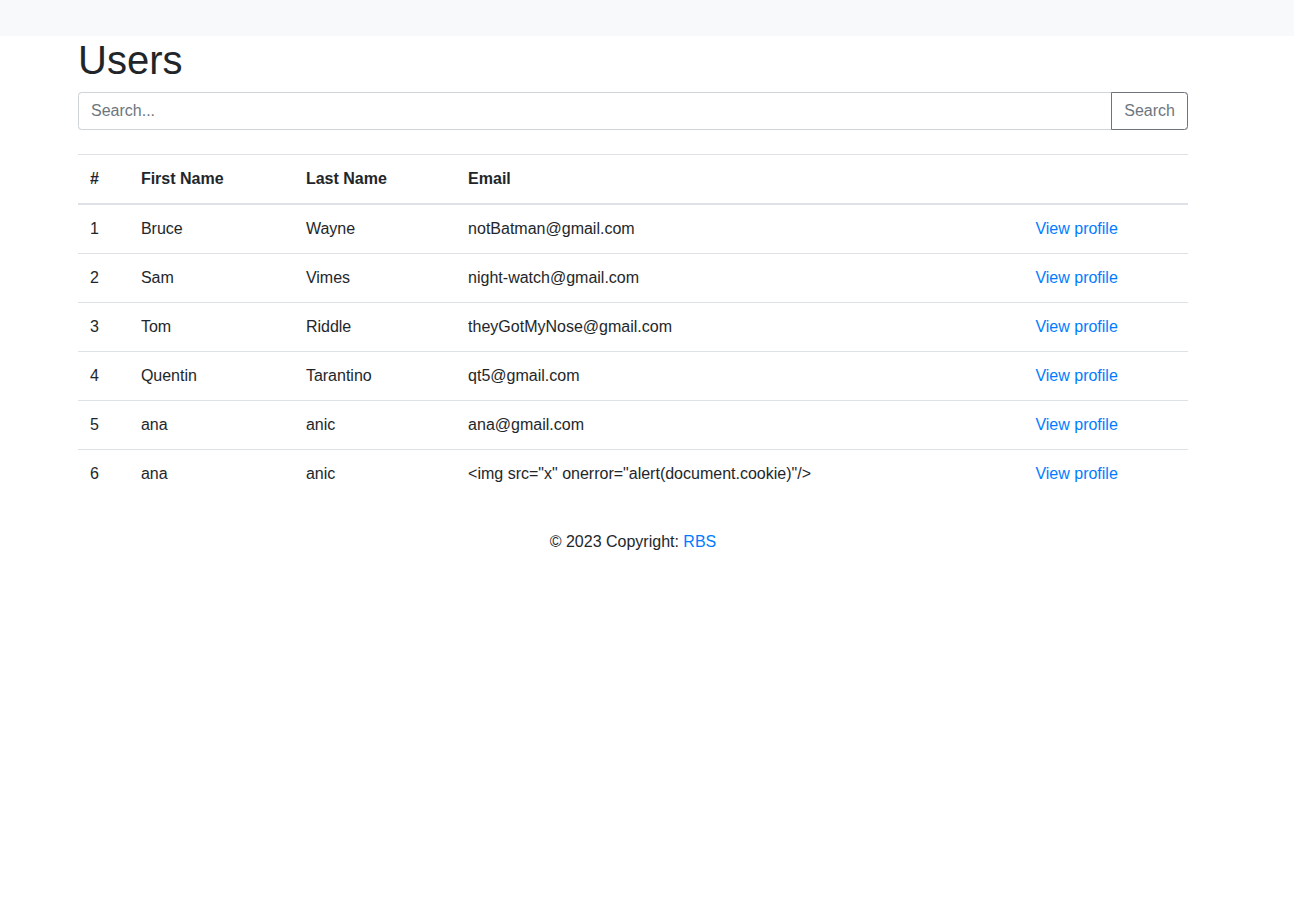 Users
Search... Search
# First Name Last Name Email
1 Bruce Wayne notBatman@gmail.com View profile
2 Sam Vimes night-watch@gmail.com View profile
3 Tom Riddle theyGotMyNose@gmail.com View profile
4 Quentin Tarantino qt5@gmail.com View profile
5 ana anic ana@gmail.com View profile
6 ana anic <img src="x" onerror="alert(document.cookie)"/> View profile
© 2023 Copyright: RBS